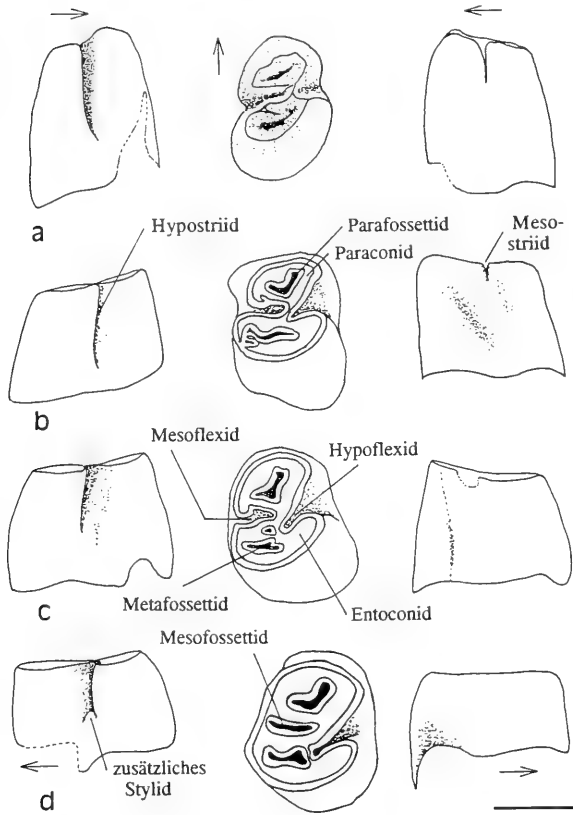 a
Hypostriid
Parafossettid
Paraconid
Meso-
striid
b
Mesoflexid
Hypoflexid
Metafossettid
Entoconid
c
Mesofossettid
zusätzliches
Stylid
d